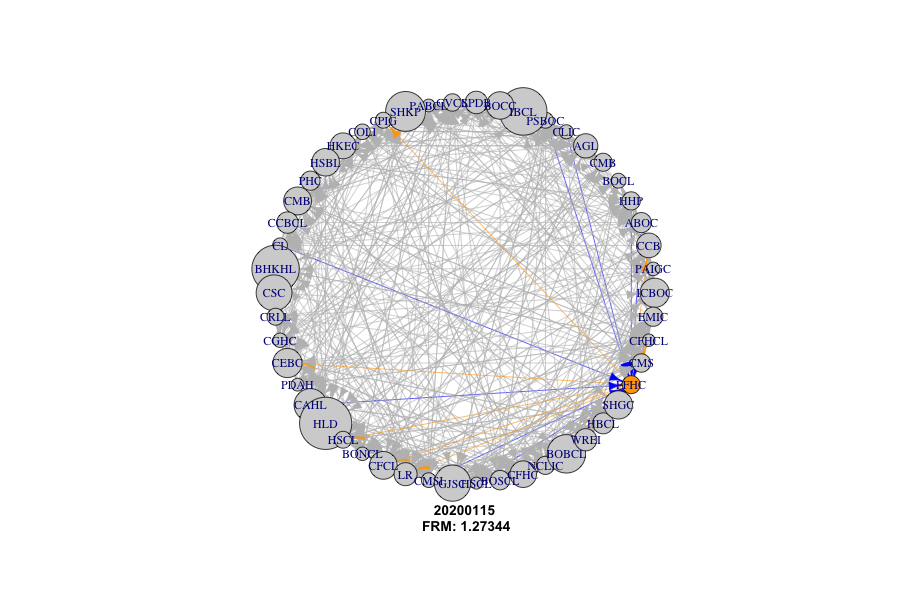 PABCL
GVCL
SPDB
BOCC
IBCL
SHKP
PSBOC
CPIG
COLI
CLIC
HKEC
AGL
HSBL
CMB
PHC
BOCL
CMB
HHP
CCBCL
ABOC
CL
CCB
BHKHL
PAIGC
CSC
ICBOC
CRLL
EMIC
CGHC
CFHCL
CEBC
CMS
PDAH
EFHC
CAHL
SHGC
HLD
HBCL
HSCL
WREI
BONCL
BOBCL
CFCL
NCLIC
LR
CFHC
CMSL
GJSC
HSCL
BOSCL
20200115
FRM: 1.27344